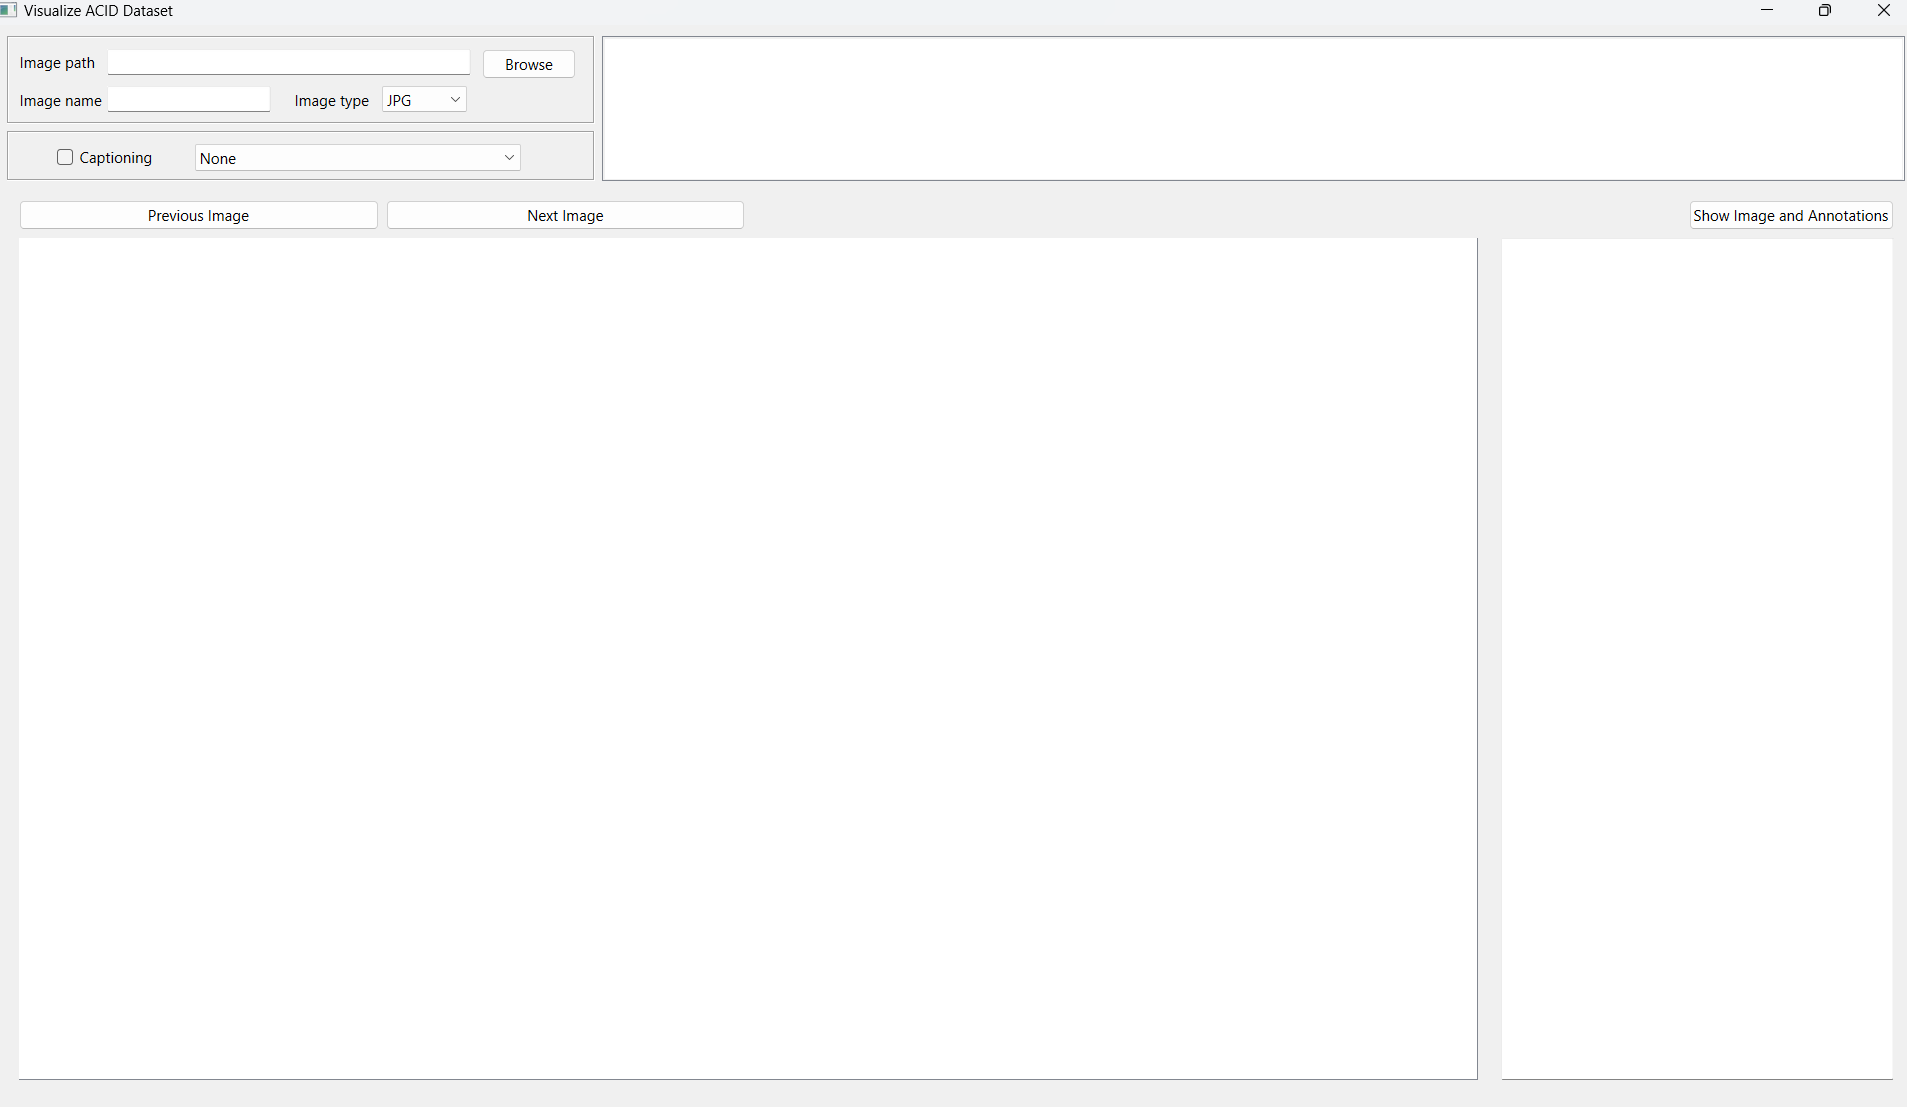 Visualize ACID Dataset
Image path
Browse
Image name
Image type JPG
Captioning
None
Previous Image
Next Image
Show Image and Annotations